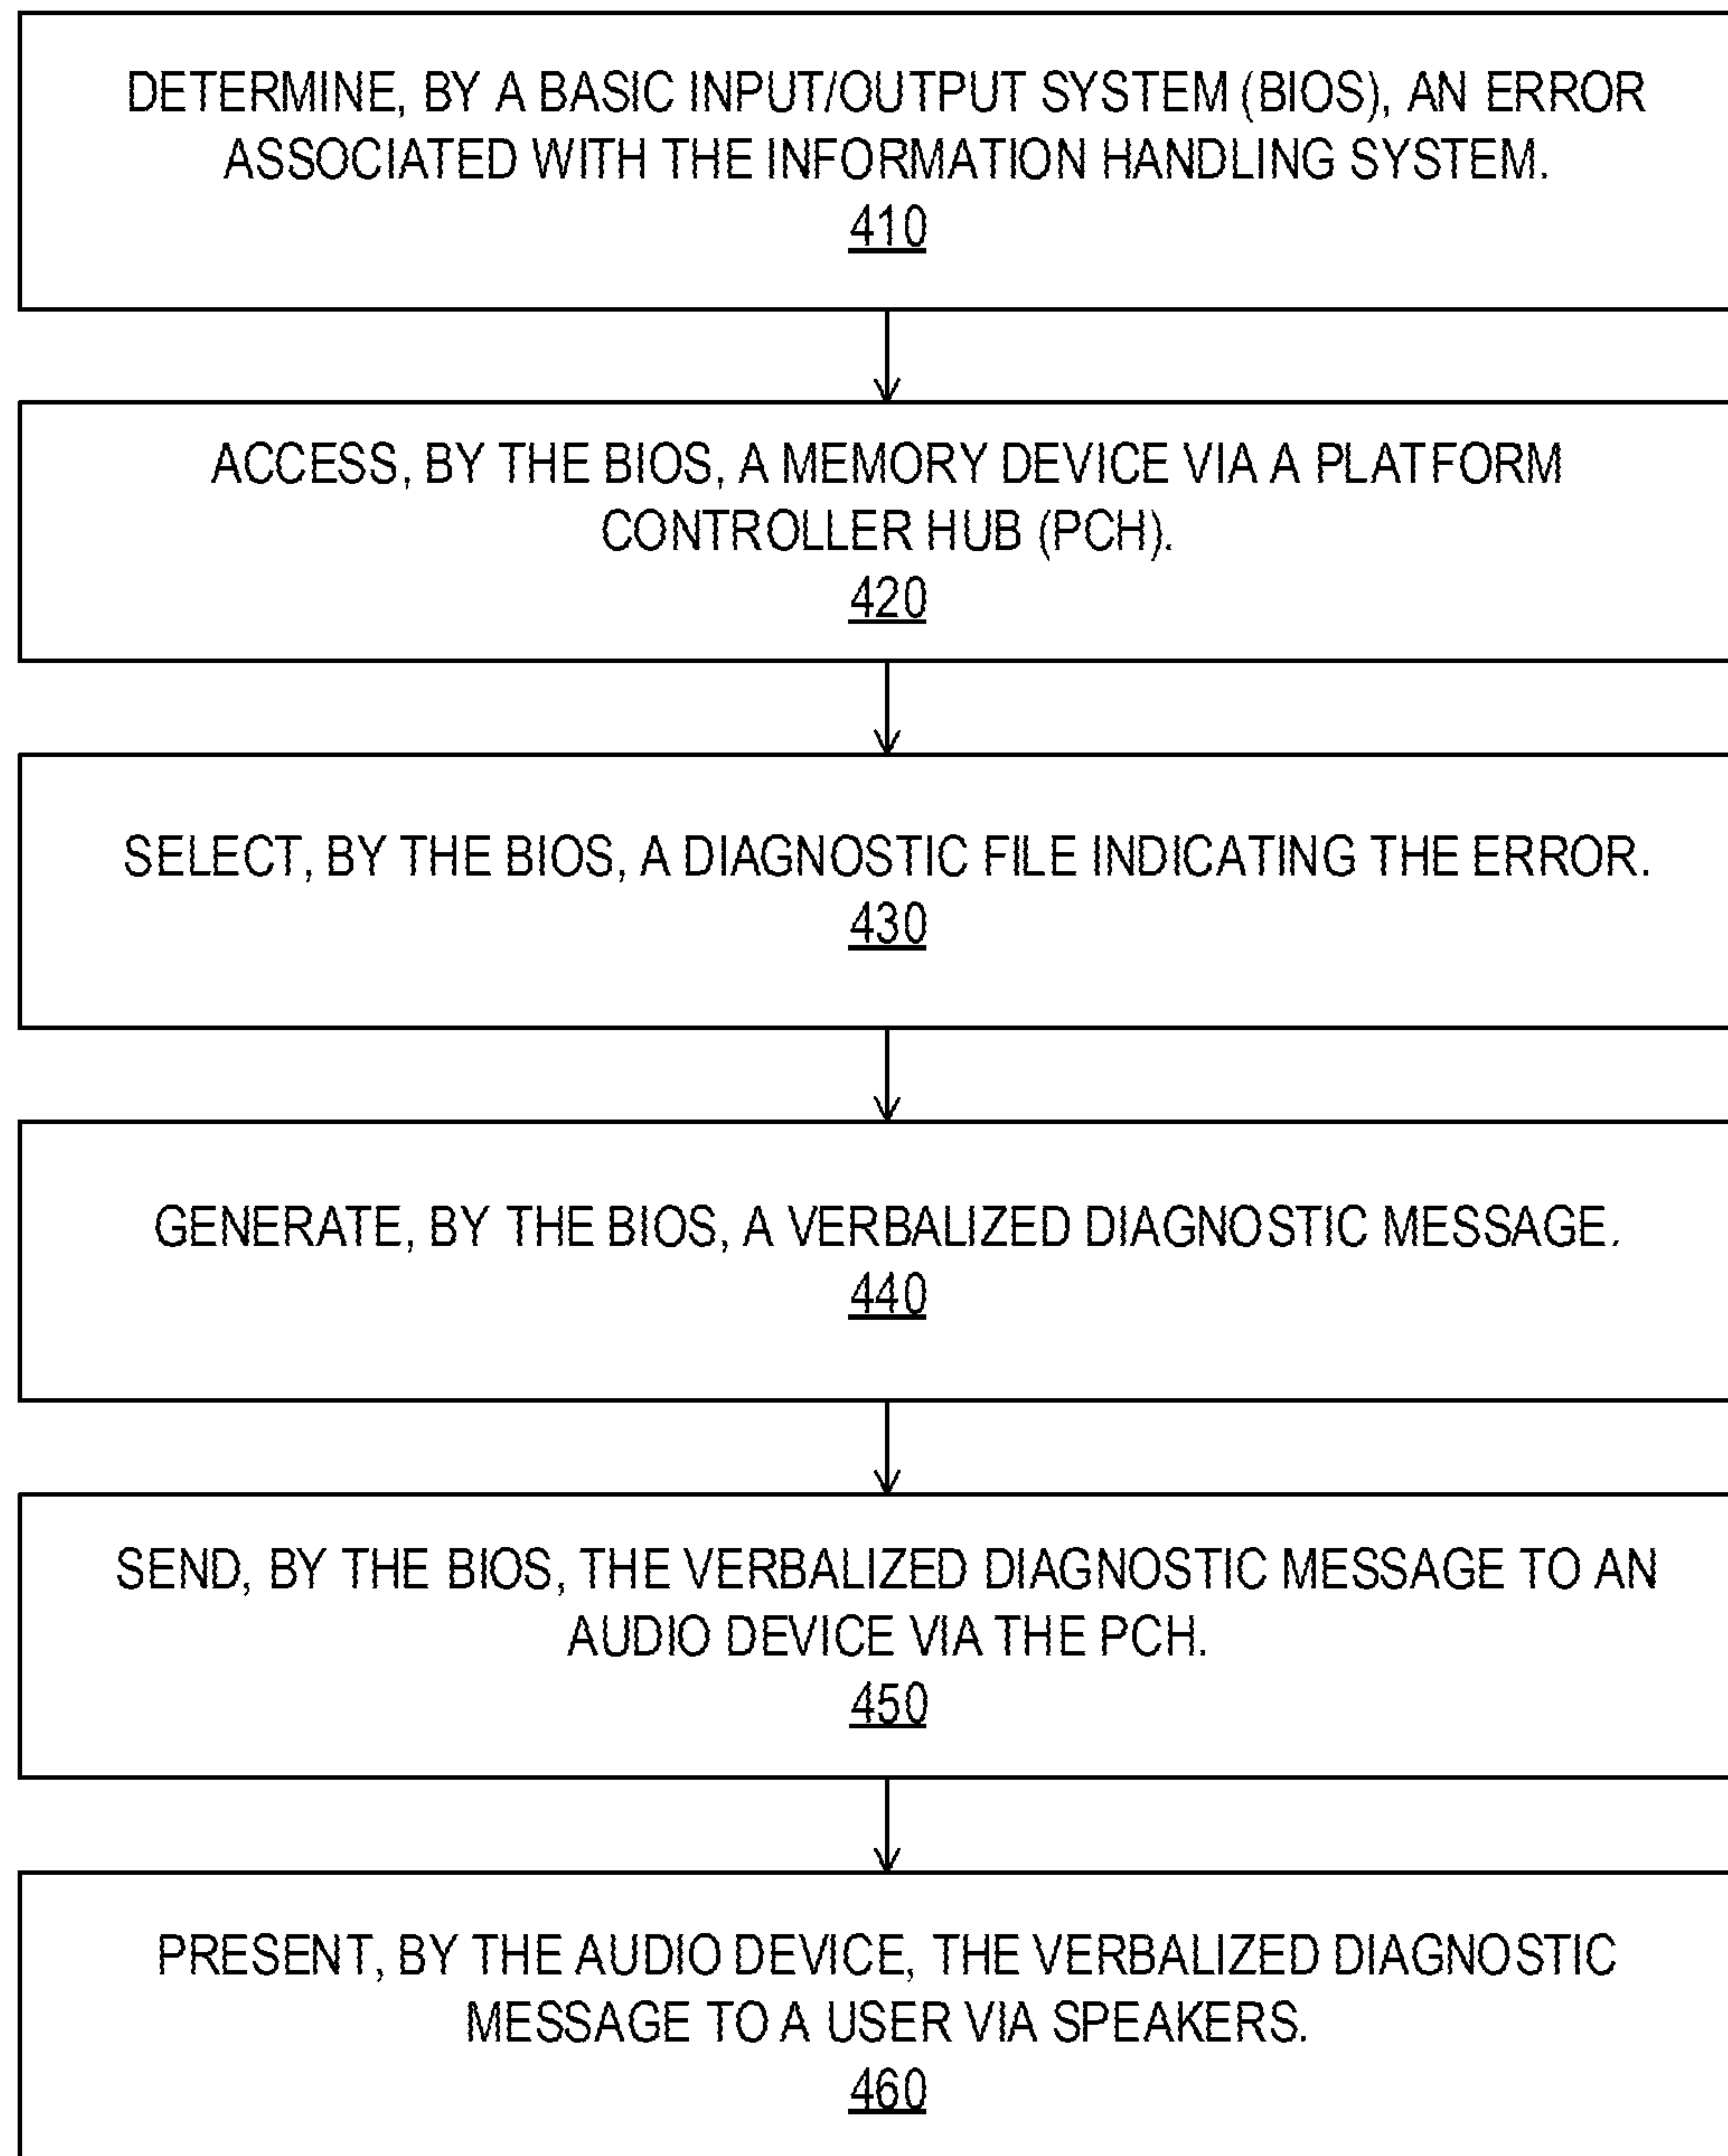 DETERMINE, BY A BASIC INPUT/OUTPUT SYSTEM (BIOS), AN ERROR
ASSOCIATED WITH THE INFORMATION HANDLING SYSTEM.
410
ACCESS, BY THE BIOS, A MEMORY DEVICE VIA A PLATFORM
CONTROLLER HUB (PCH).
420
SELECT, BY THE BIOS, A DIAGNOSTIC FILE INDICATING THE ERROR.
430
GENERATE, BY THE BIOS, A VERBALIZED DIAGNOSTIC MESSAGE.
440
SEND, BY THE BIOS, THE VERBALIZED DIAGNOSTIC MESSAGE TO AN
AUDIO DEVICE VIA THE PCH.
450
PRESENT, BY THE AUDIO DEVICE, THE VERBALIZED DIAGNOSTIC
MESSAGE TO A USER VIA SPEAKERS.
460